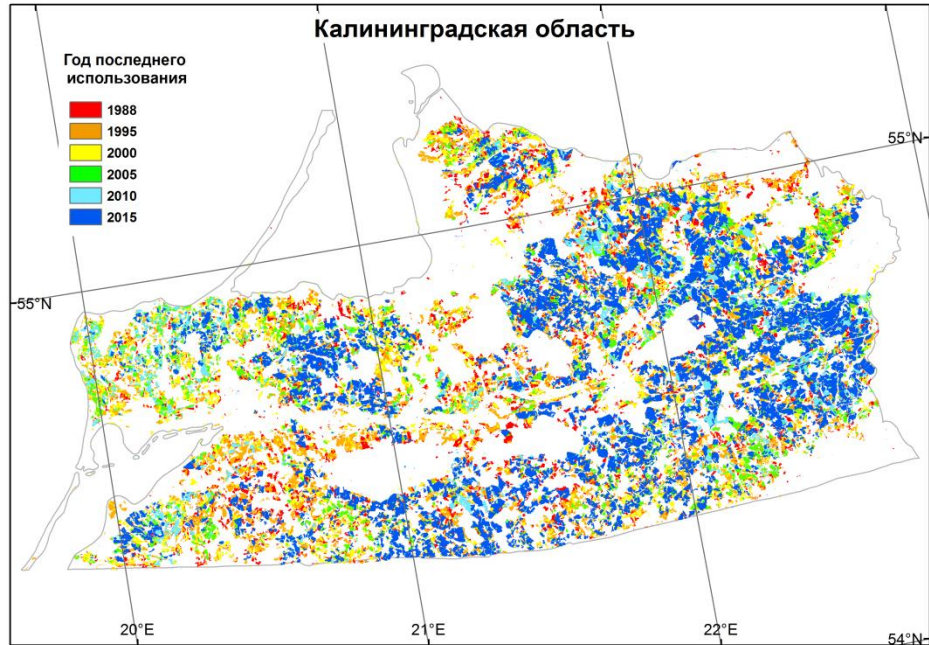 Калининградская область
Год последнего
использования
1988
1995
2000
2005
2010
2015
55°N
55°N
20°E
21°E
22°E
54°N